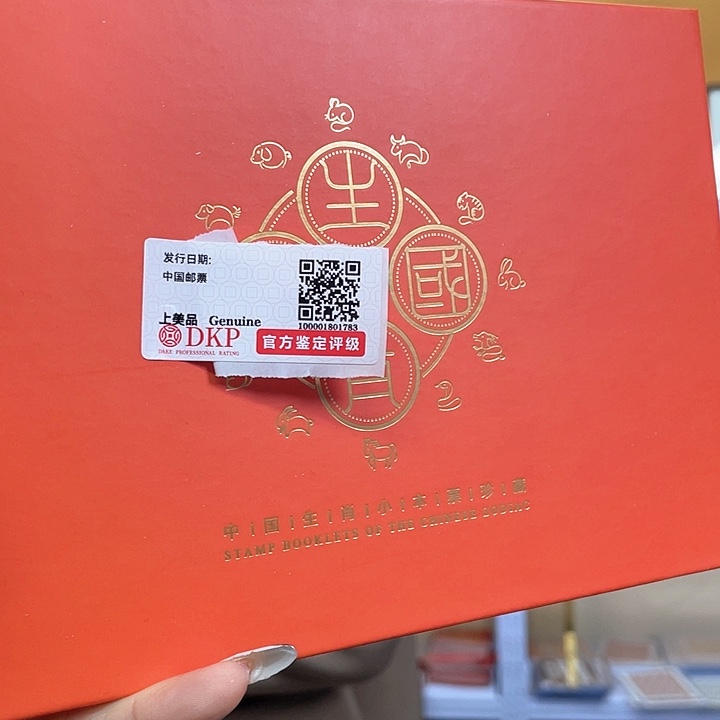 生
國
肖
发行日期:
中国邮票
上美品 Genuine
100001801783
DKP
DAKE PROFESSIONAL RATING
官方鉴定评级
中|国|生|肖|小|本|票|珍|藏
STAMP BOOKLETS OF THE CHINESE ZODIAC